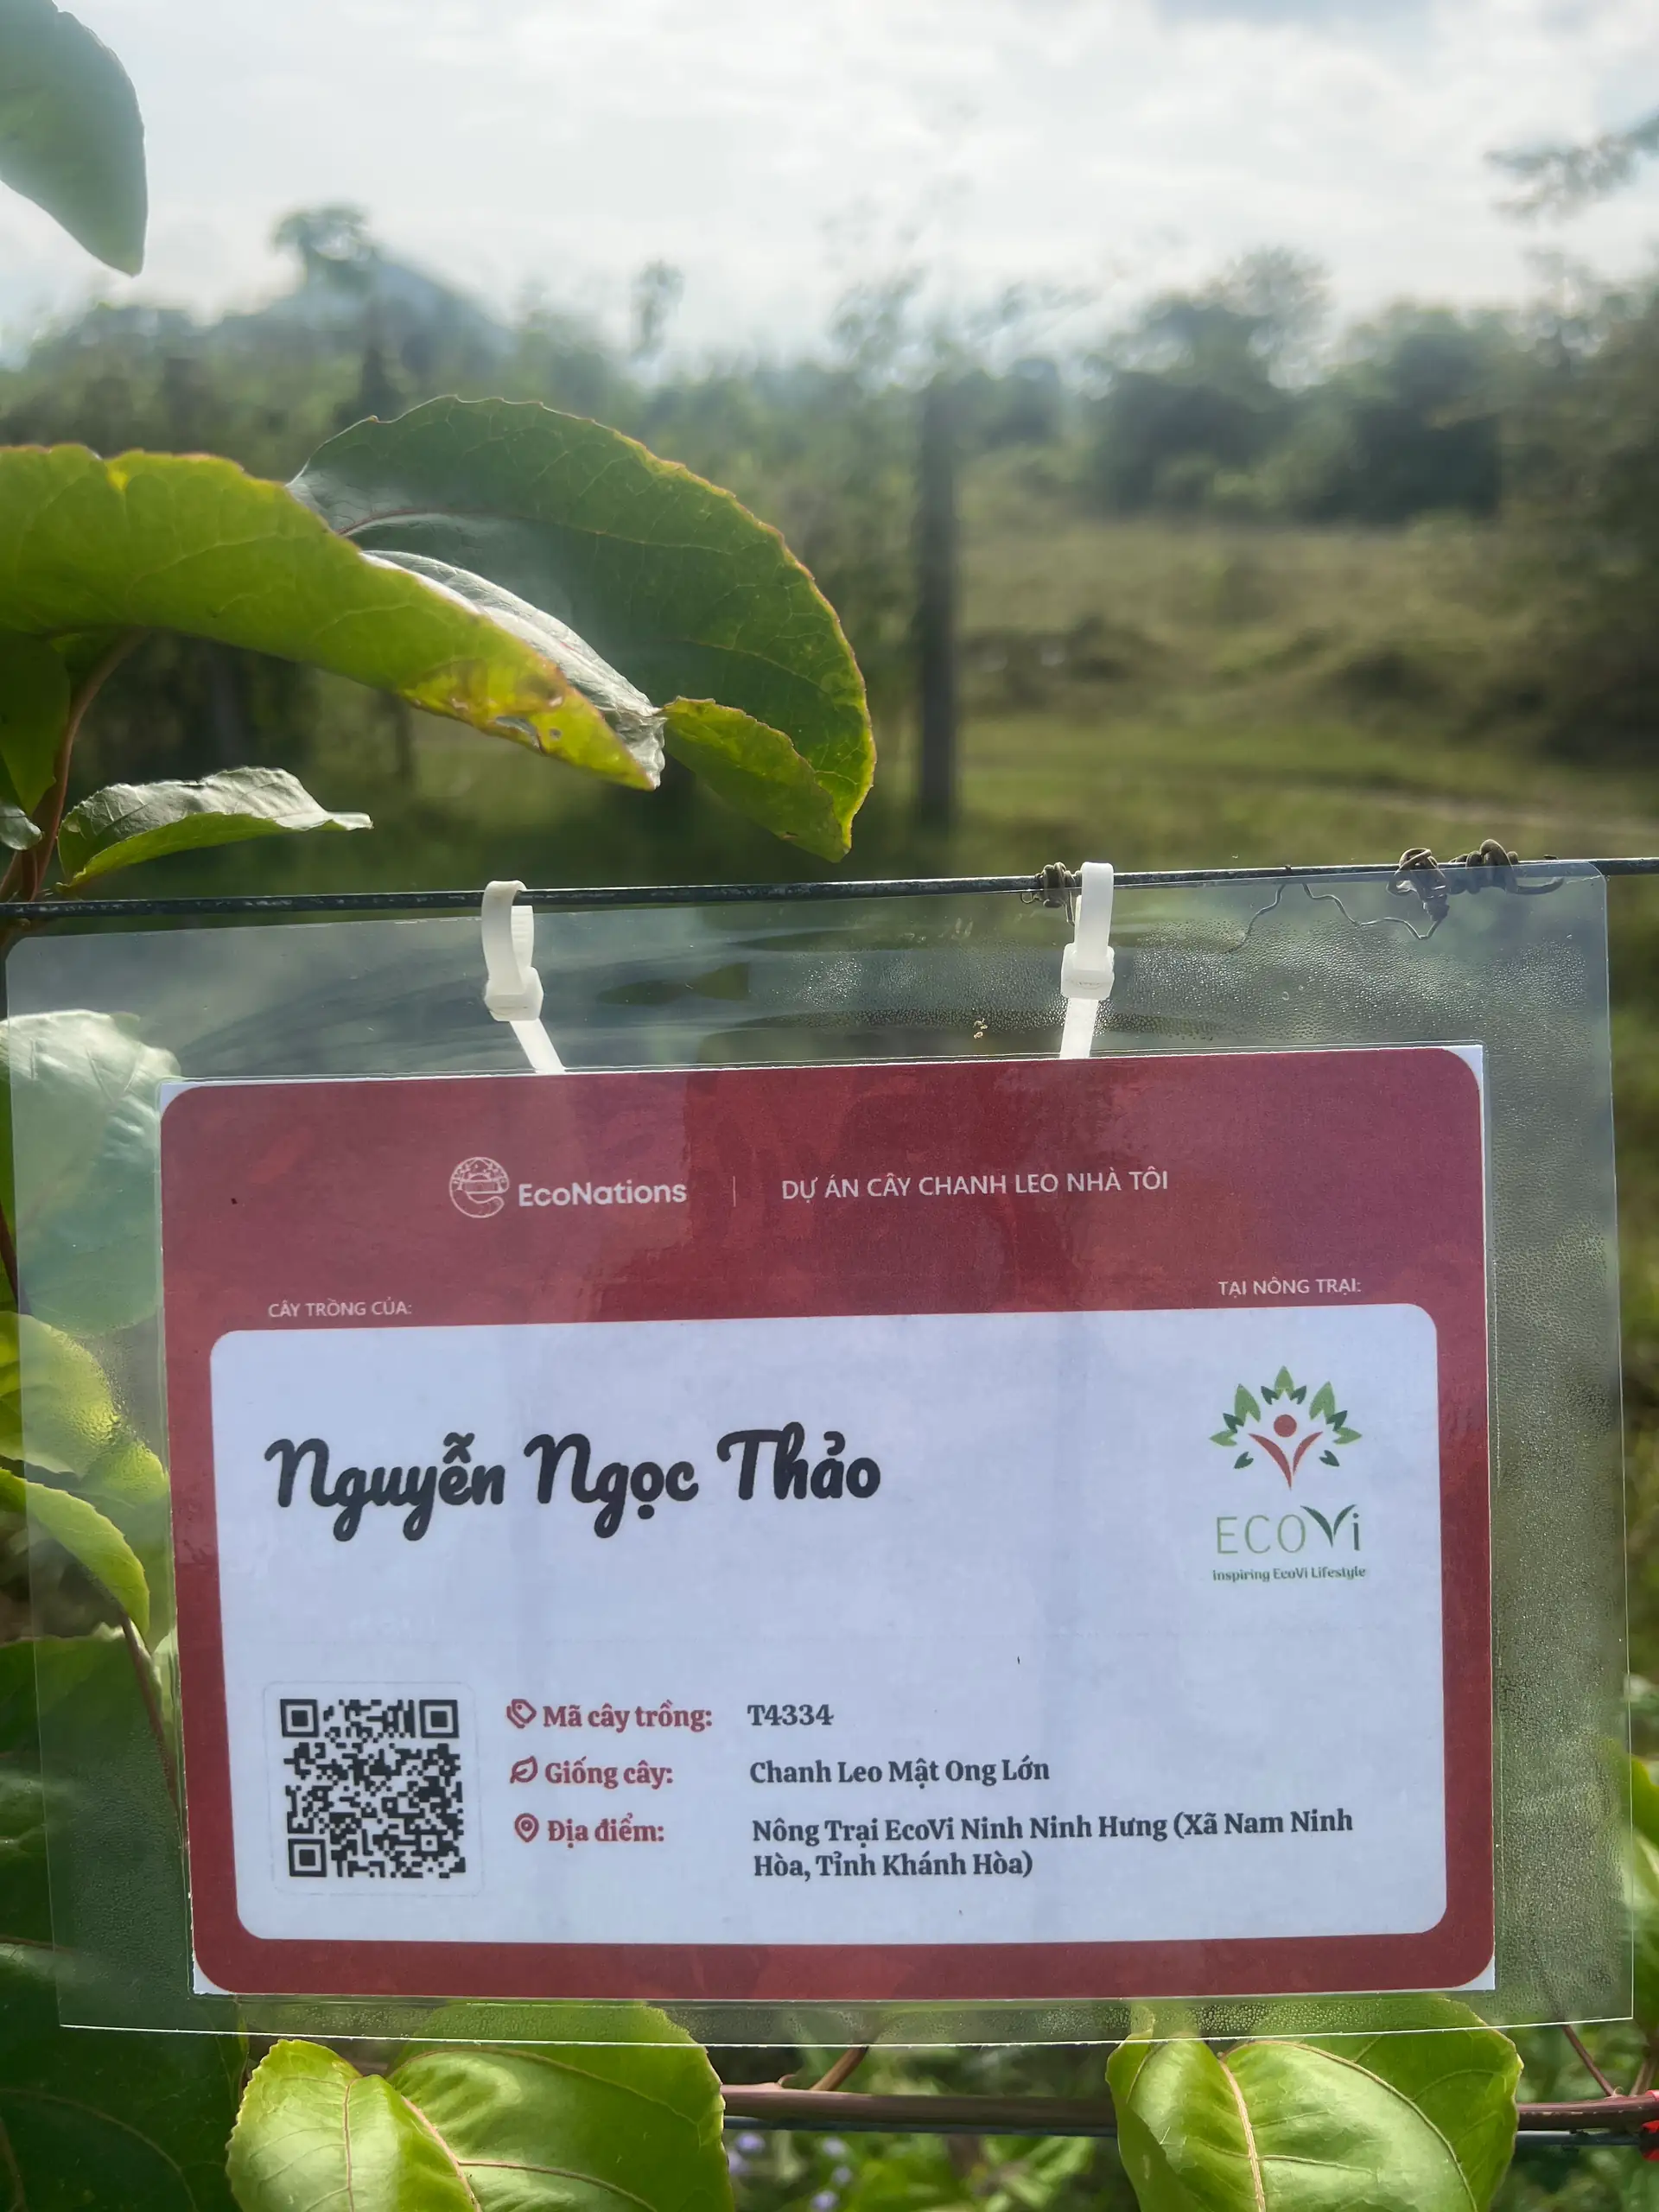 EcoNations | DỰ ÁN CÂY CHANH LEO NHÀ TÔI
CÂY TRỒNG CỦA:
TẠI NÔNG TRẠI:
Nguyễn Ngọc Thảo
ECOVi
inspiring EcoVi Lifestyle
Mã cây trồng: T4334
Giống cây: Chanh Leo Mật Ong Lớn
Địa điểm: Nông Trại EcoVi Ninh Ninh Hưng (Xã Nam Ninh
Hòa, Tỉnh Khánh Hòa)